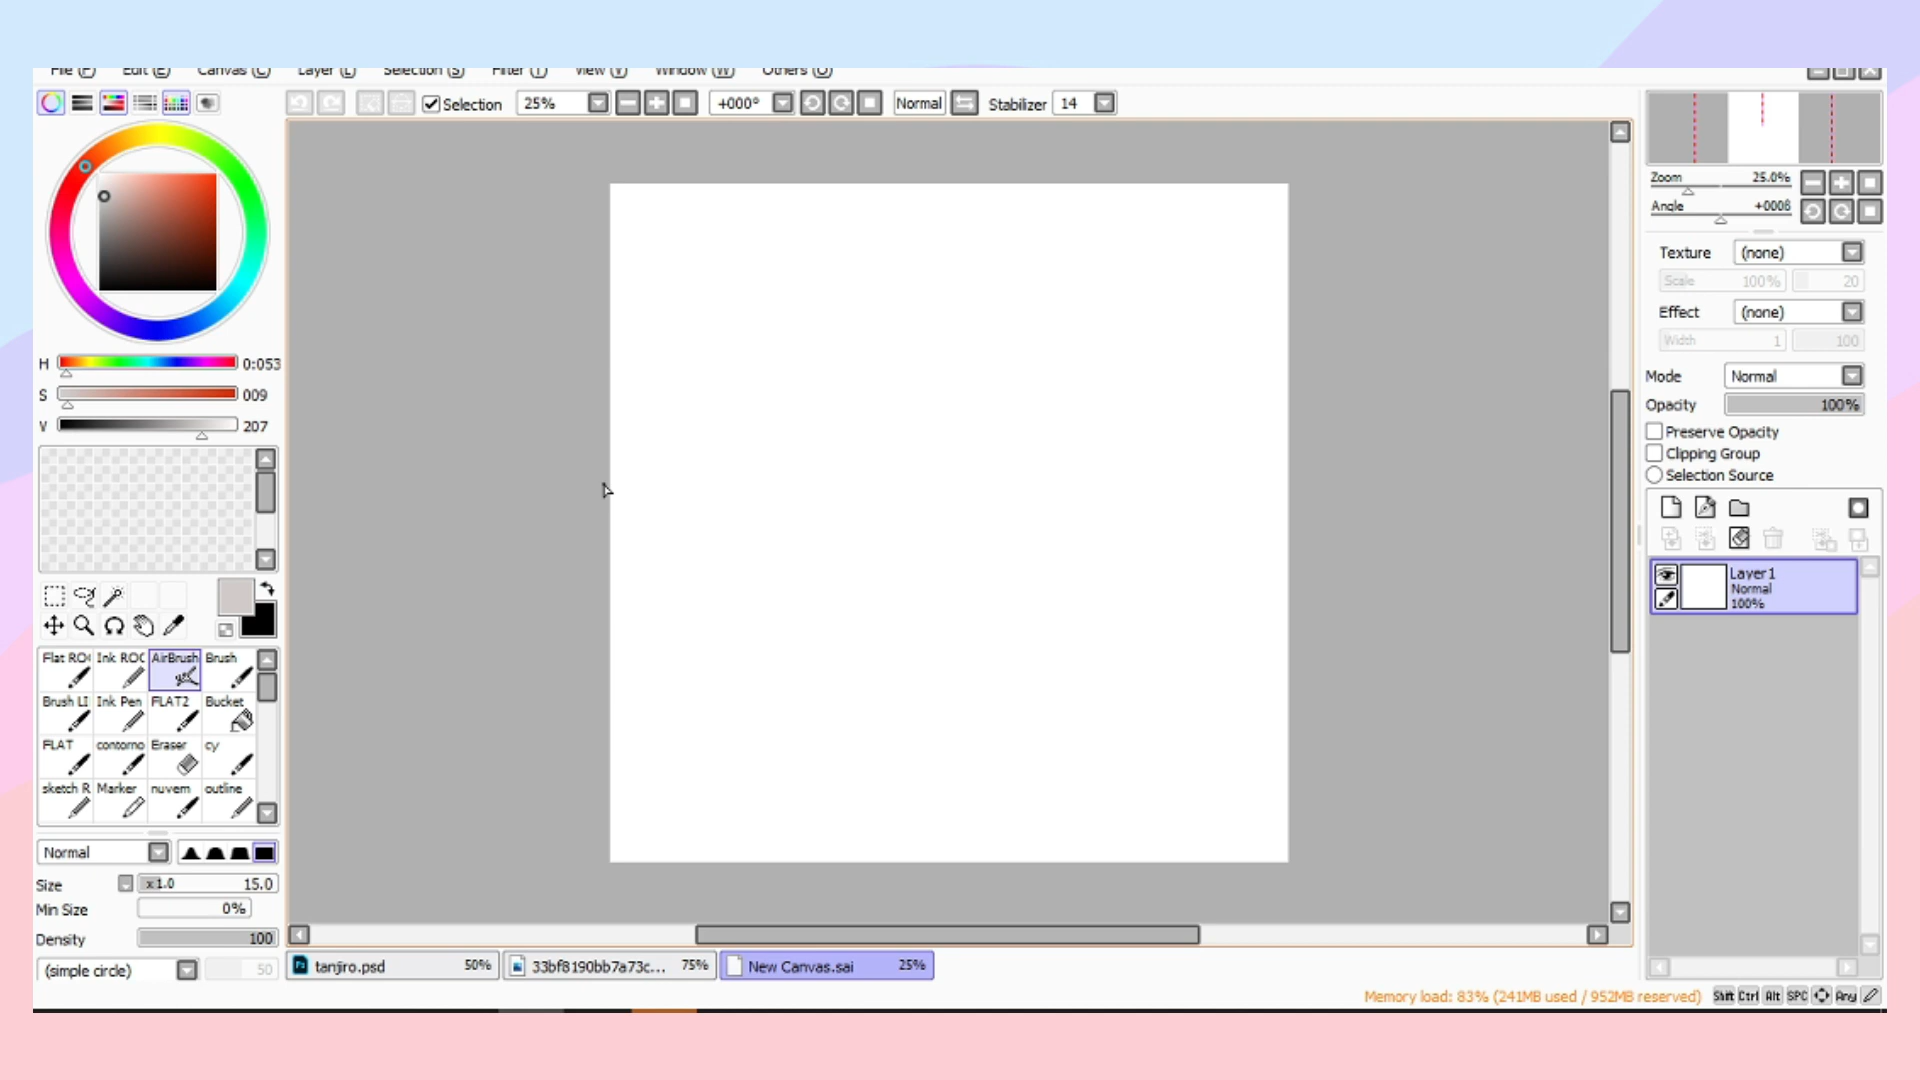 File (F) Edit (E) Canvas (C) Layer (L) Selection (S) Filter (T) View (V) Window (W) Others (O)
Selection 25% +000° Normal Stabilizer 14
Zoom 25.0%
Angle +000
Texture (none)
Scale 100% 20
Effect (none)
Width 1 100
Mode Normal
Opacity 100%
Preserve Opacity
Clipping Group
Selection Source
Layer1
Normal
100%
H 0:053
S 009
V 207
Flat RO Ink ROC AirBrush Brush
Brush LI Ink Pen FLAT2 Bucket
FLAT contorno Eraser cy
sketch R Marker nuvem outline
Normal
Size x1.0 15.0
Min Size 0%
Density 100
(simple circle) 50
tanjiro.psd 50% 33bf8190bb7a73c... 75% New Canvas.sai 25%
Memory load: 83% (241MB used / 952MB reserved) Shift Ctrl Alt SPC Any